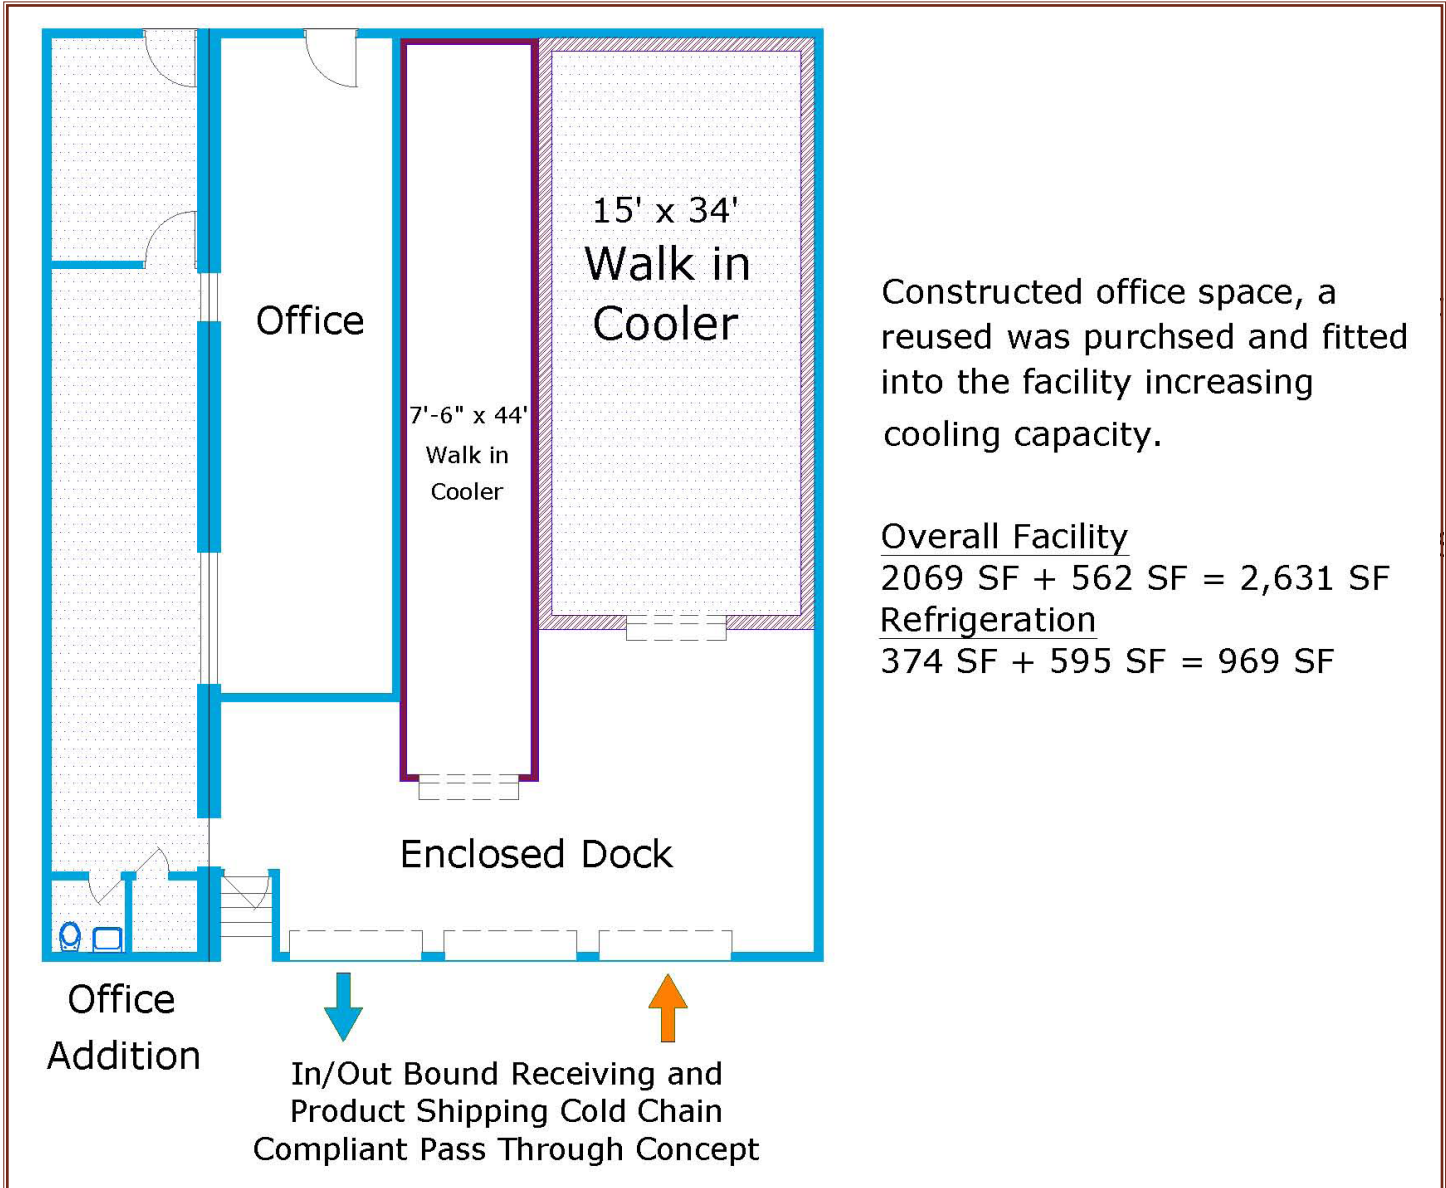 15' x 34'
Walk in
Cooler
Office
7'-6" x 44'
Walk in
Cooler
Constructed office space, a
reused was purchsed and fitted
into the facility increasing
cooling capacity.
Overall Facility
2069 SF + 562 SF = 2,631 SF
Refrigeration
374 SF + 595 SF = 969 SF
Enclosed Dock
Office
Addition
In/Out Bound Receiving and
Product Shipping Cold Chain
Compliant Pass Through Concept